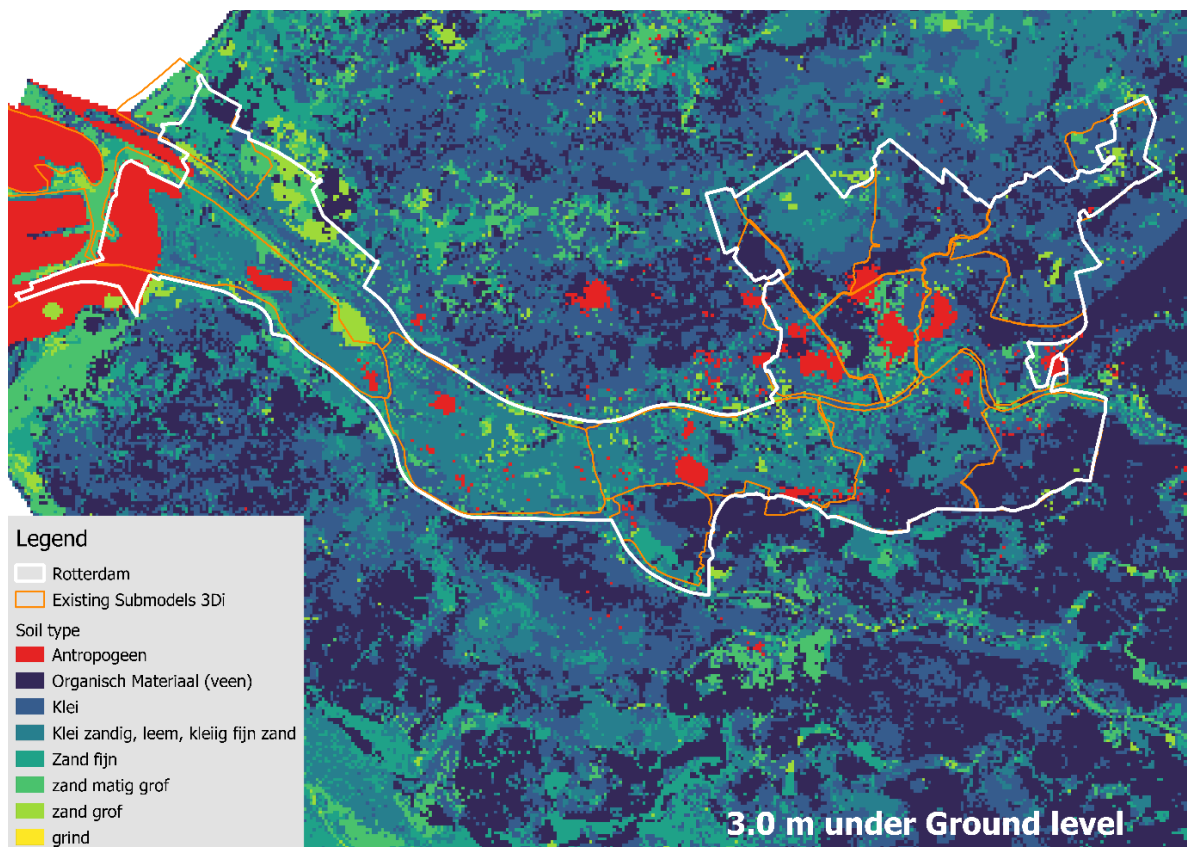 Legend
Rotterdam
Existing Submodels 3Di
Soil type
Antropogeen
Organisch Materiaal (veen)
Klei
Klei zandig, leem, kleiig fijn zand
Zand fijn
zand matig grof
zand grof
grind
3.0 m under Ground level